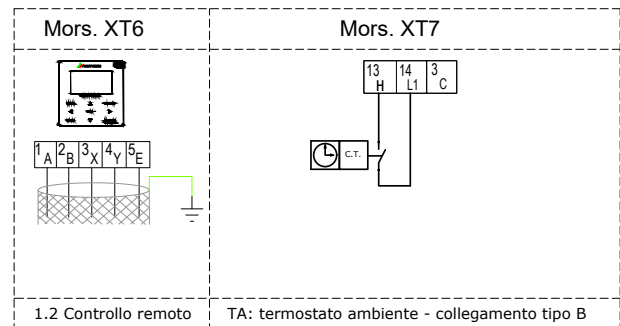 Mors. XT6
Mors. XT7
13 14 3
H L1 C
1 A 2 B 3 X 4 Y 5 E
C.T.
1.2 Controllo remoto
TA: termostato ambiente - collegamento tipo B